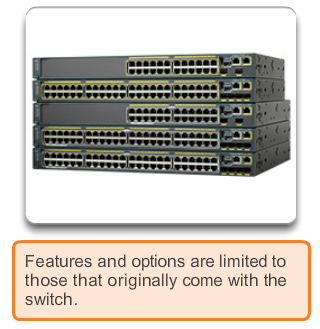 Features and options are limited to
those that originally come with the
switch.